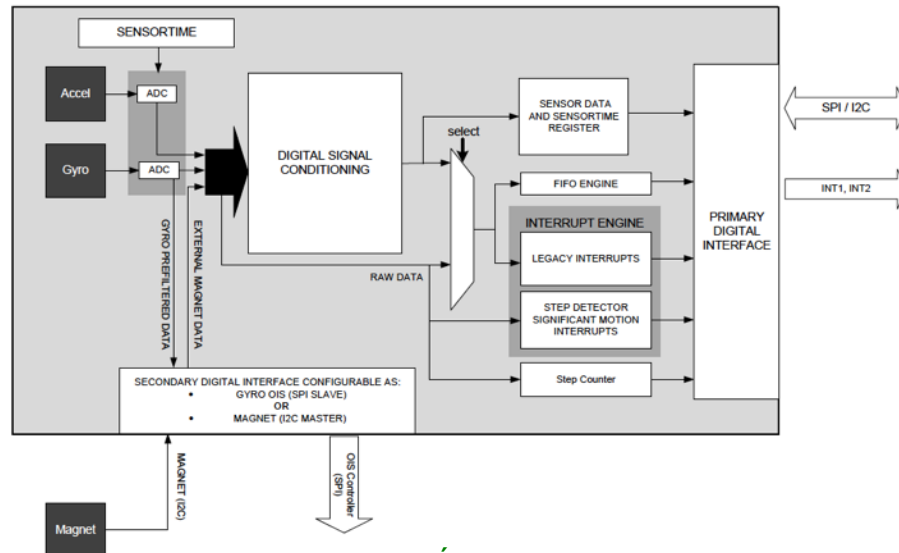 SENSORTIME
Accel
ADC
Gyro
ADC
DIGITAL SIGNAL
CONDITIONING
select
SENSOR DATA
AND SENSORTIME
REGISTER
FIFO ENGINE
INTERRUPT ENGINE
LEGACY INTERRUPTS
STEP DETECTOR
SIGNIFICANT MOTION
INTERRUPTS
Step Counter
PRIMARY
DIGITAL
INTERFACE
SPI / I2C
INT1, INT2
RAW DATA
GYRO PREFILTERED DATA
EXTERNAL MAGNET DATA
SECONDARY DIGITAL INTERFACE CONFIGURABLE AS:
• GYRO OIS (SPI SLAVE)
OR
• MAGNET (I2C MASTER)
MAGNET (I2C)
OIS Controller
(SPI)
Magnet